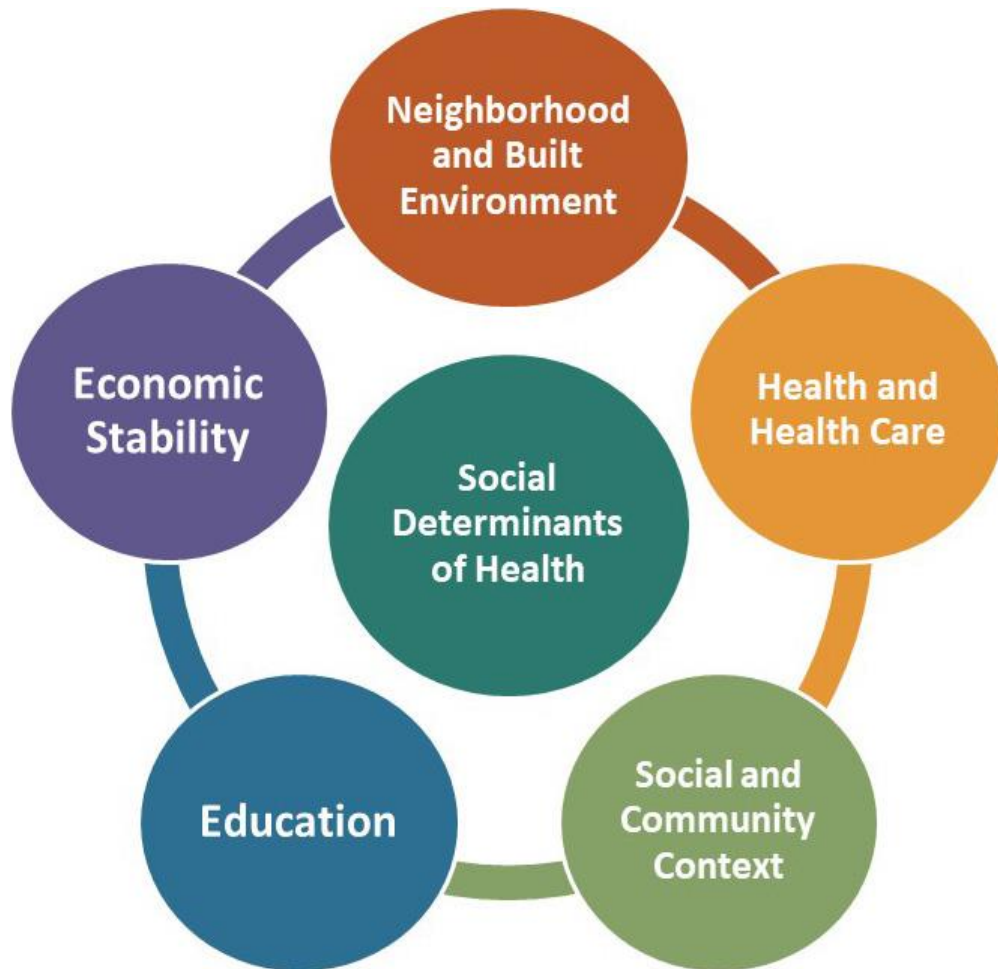 Neighborhood
and Built
Environment
Economic
Stability
Health and
Health Care
Social
Determinants
of Health
Education
Social and
Community
Context